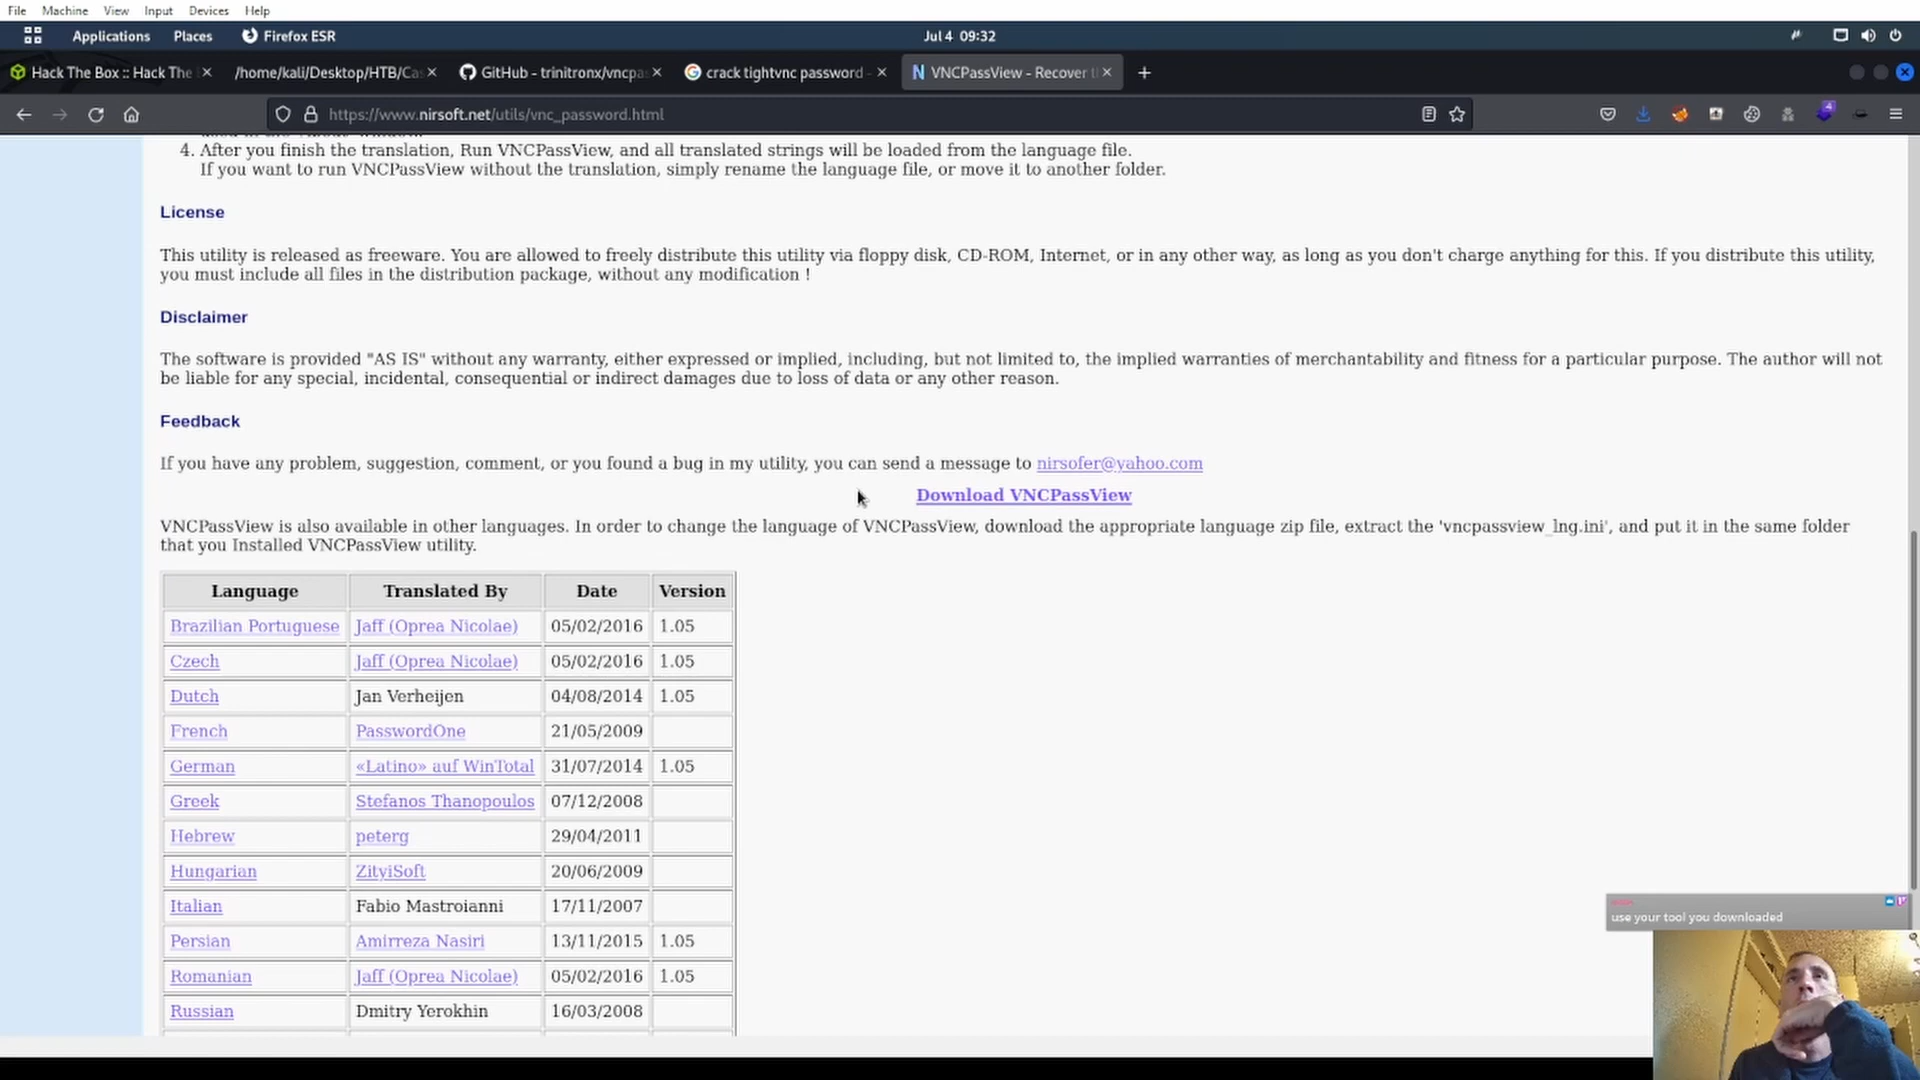 File Machine View Input Devices Help
Applications Places Firefox ESR Jul 4 09:32
Hack The Box :: Hack The /home/kali/Desktop/HTB/Cas GitHub - trinitronx/vncpas crack tightvnc password - VNCPassView - Recover t
https://www.nirsoft.net/utils/vnc_password.html
4. After you finish the translation, Run VNCPassView, and all translated strings will be loaded from the language file.
If you want to run VNCPassView without the translation, simply rename the language file, or move it to another folder.
License
This utility is released as freeware. You are allowed to freely distribute this utility via floppy disk, CD-ROM, Internet, or in any other way, as long as you don't charge anything for this. If you distribute this utility,
you must include all files in the distribution package, without any modification !
Disclaimer
The software is provided "AS IS" without any warranty, either expressed or implied, including, but not limited to, the implied warranties of merchantability and fitness for a particular purpose. The author will not
be liable for any special, incidental, consequential or indirect damages due to loss of data or any other reason.
Feedback
If you have any problem, suggestion, comment, or you found a bug in my utility, you can send a message to nirsofer@yahoo.com
Download VNCPassView
VNCPassView is also available in other languages. In order to change the language of VNCPassView, download the appropriate language zip file, extract the 'vncpassview_lng.ini', and put it in the same folder
that you Installed VNCPassView utility.
Language Translated By Date Version
Brazilian Portuguese Jaff (Oprea Nicolae) 05/02/2016 1.05
Czech Jaff (Oprea Nicolae) 05/02/2016 1.05
Dutch Jan Verheijen 04/08/2014 1.05
French PasswordOne 21/05/2009
German «Latino» auf WinTotal 31/07/2014 1.05
Greek Stefanos Thanopoulos 07/12/2008
Hebrew peterg 29/04/2011
Hungarian ZityiSoft 20/06/2009
Italian Fabio Mastroianni 17/11/2007
Persian Amirreza Nasiri 13/11/2015 1.05
Romanian Jaff (Oprea Nicolae) 05/02/2016 1.05
Russian Dmitry Yerokhin 16/03/2008
use your tool you downloaded